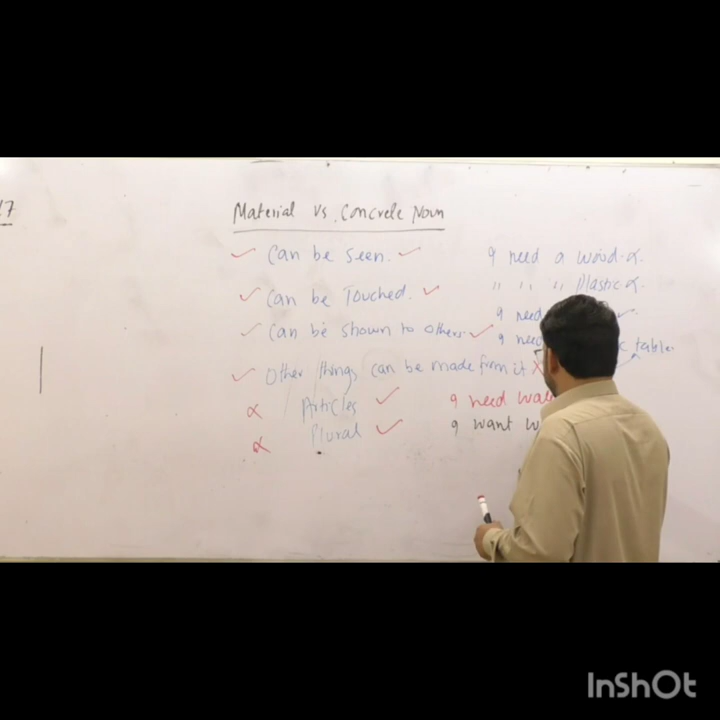 17
Material vs Concrete Noun
✓ Can be seen. ✓ I need a wood. ✗
✓ Can be Touched. ✓ " " " Plastic ✗
✓ Can be shown to others. ✓ I need ✓
I need table
✓ Other things can be made from it ✗
✗ Articles ✓ I need
✗ Plural ✓ I want
InShOt